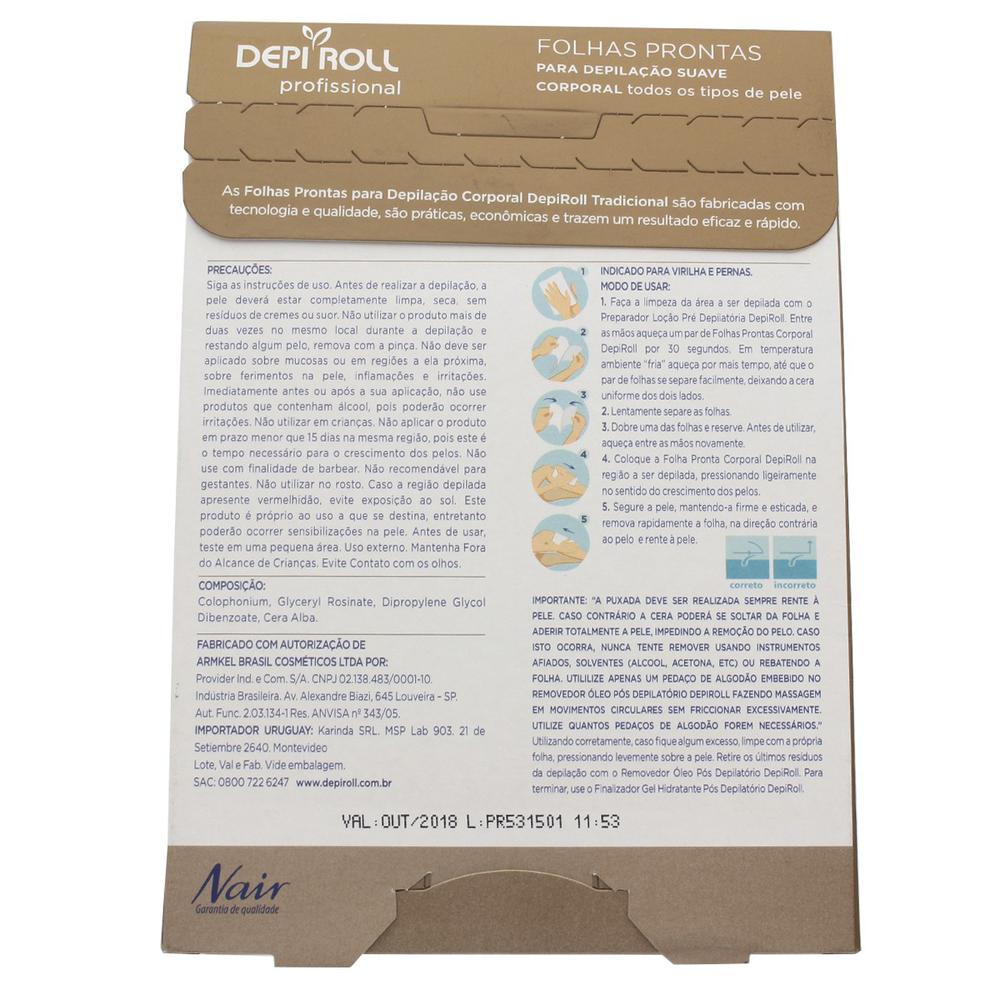 DEPI ROLL
profissional
FOLHAS PRONTAS
PARA DEPILAÇÃO SUAVE
CORPORAL todos os tipos de pele
As Folhas Prontas para Depilação Corporal DepiRoll Tradicional são fabricadas com
tecnologia e qualidade, são práticas, econômicas e trazem um resultado eficaz e rápido.
PRECAUÇÕES:
Siga as instruções de uso. Antes de realizar a depilação, a
pele deverá estar completamente limpa, seca, sem
resíduos de cremes ou suor. Não utilizar o produto mais de
duas vezes no mesmo local durante a depilação e
restando algum pelo, remova com a pinça. Não deve ser
aplicado sobre mucosas ou em regiões a ela próxima,
sobre ferimentos na pele, inflamações e irritações.
Imediatamente antes ou após a sua aplicação, não use
produtos que contenham álcool, pois poderão ocorrer
irritações. Não utilizar em crianças. Não aplicar o produto
em prazo menor que 15 dias na mesma região, pois este é
o tempo necessário para o crescimento dos pelos. Não
use com finalidade de barbear. Não recomendável para
gestantes. Não utilizar no rosto. Caso a região depilada
apresente vermelhidão, evite exposição ao sol. Este
produto é próprio ao uso a que se destina, entretanto
poderão ocorrer sensibilizações na pele. Antes de usar,
teste em uma pequena área. Uso externo. Mantenha Fora
do Alcance de Crianças. Evite Contato com os olhos.
COMPOSIÇÃO:
Colophonium, Glyceryl Rosinate, Dipropylene Glycol
Dibenzoate, Cera Alba.
FABRICADO COM AUTORIZAÇÃO DE
ARMKEL BRASIL COSMÉTICOS LTDA POR:
Provider Ind. e Com. S/A. CNPJ 02.138.483/0001-10.
Indústria Brasileira. Av. Alexandre Biazi, 645 Louveira - SP.
Aut. Func. 2.03.134-1 Res. ANVISA nº 343/05.
IMPORTADOR URUGUAY: Karinda SRL. MSP Lab 903. 21 de
Setiembre 2640. Montevideo
Lote, Val e Fab. Vide embalagem.
SAC: 0800 722 6247 www.depiroll.com.br
1
2
3
4
5
INDICADO PARA VIRILHA E PERNAS.
MODO DE USAR:
1. Faça a limpeza da área a ser depilada com o
Preparador Loção Pré Depilatória DepiRoll. Entre
as mãos aqueça um par de Folhas Prontas Corporal
DepiRoll por 30 segundos. Em temperatura
ambiente "fria" aqueça por mais tempo, até que o
par de folhas se separe facilmente, deixando a cera
uniforme dos dois lados.
2. Lentamente separe as folhas.
3. Dobre uma das folhas e reserve. Antes de utilizar,
aqueça entre as mãos novamente.
4. Coloque a Folha Pronta Corporal DepiRoll na
região a ser depilada, pressionando ligeiramente
no sentido do crescimento dos pelos.
5. Segure a pele, mantendo-a firme e esticada, e
remova rapidamente a folha, na direção contrária
ao pelo e rente à pele.
correto incorreto
IMPORTANTE: "A PUXADA DEVE SER REALIZADA SEMPRE RENTE À
PELE. CASO CONTRÁRIO A CERA PODERÁ SE SOLTAR DA FOLHA E
ADERIR TOTALMENTE A PELE, IMPEDINDO A REMOÇÃO DO PELO. CASO
ISTO OCORRA, NUNCA TENTE REMOVER USANDO INSTRUMENTOS
AFIADOS, SOLVENTES (ALCOOL, ACETONA, ETC) OU REBATENDO A
FOLHA. UTILILIZE APENAS UM PEDAÇO DE ALGODÃO EMBEBIDO NO
REMOVEDOR ÓLEO PÓS DEPILATÓRIO DEPIROLL FAZENDO MASSAGEM
EM MOVIMENTOS CIRCULARES SEM FRICCIONAR EXCESSIVAMENTE.
UTILIZE QUANTOS PEDAÇOS DE ALGODÃO FOREM NECESSÁRIOS."
Utilizando corretamente, caso fique algum excesso, limpe com a própria
folha, pressionando levemente sobre a pele. Retire os últimos resíduos
da depilação com o Removedor Óleo Pós Depilatório DepiRoll. Para
terminar, use o Finalizador Gel Hidratante Pós Depilatório DepiRoll.
VAL:OUT/2018 L:PR531501 11:53
Nair
Garantia de qualidade